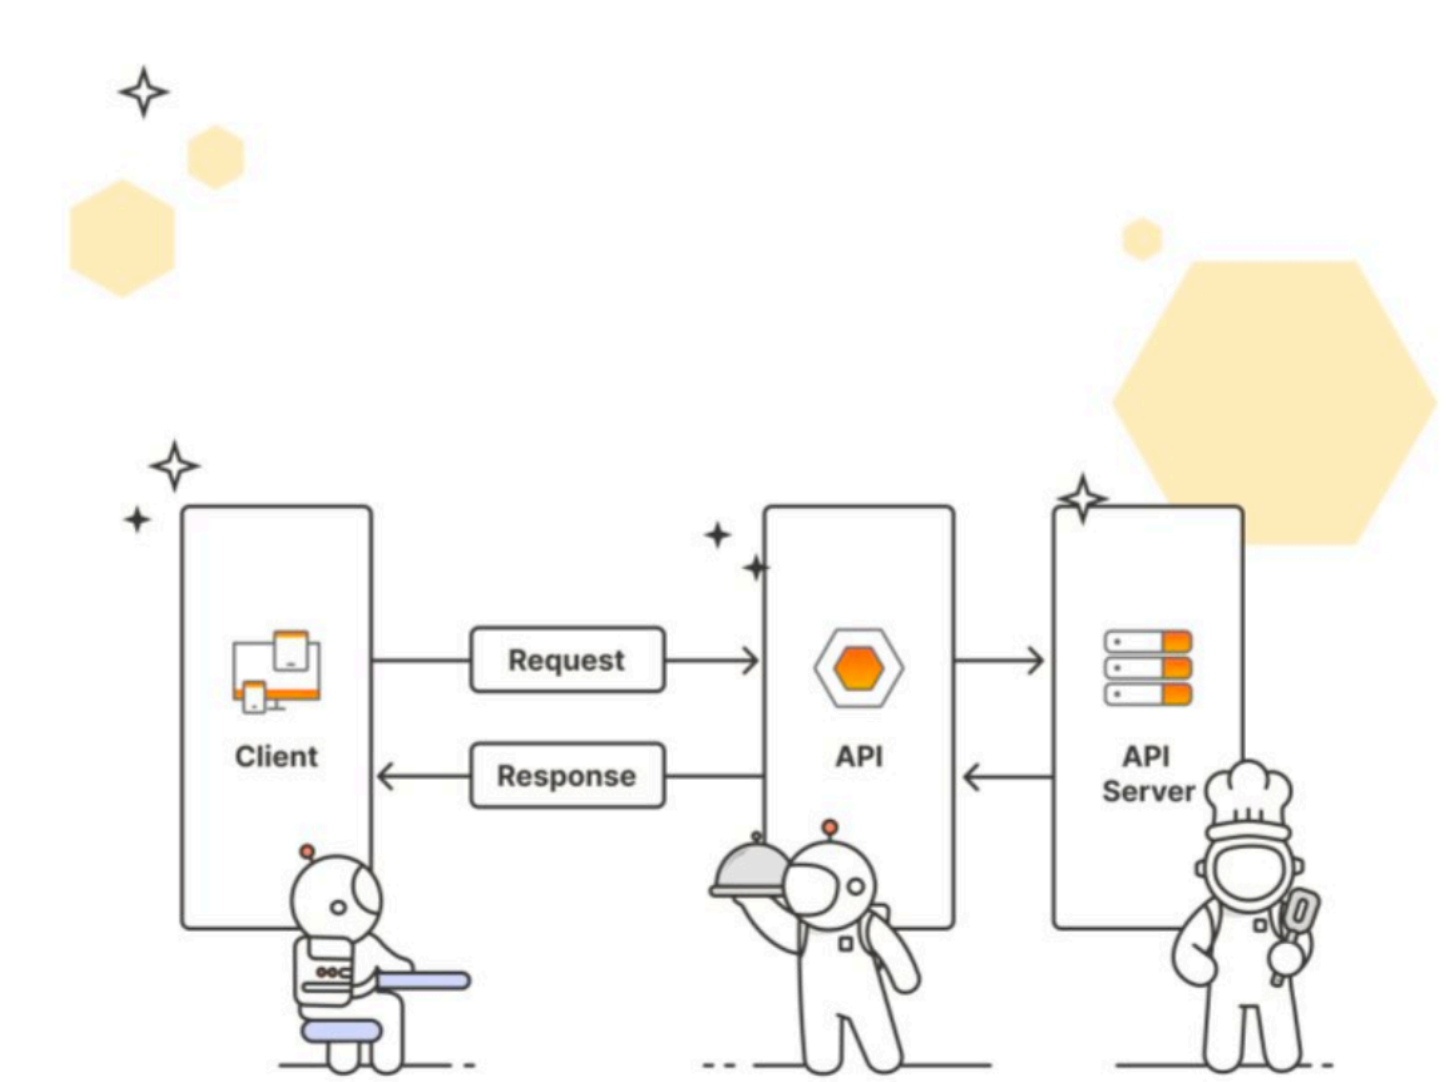 Request
Client
Response
API
API
Server